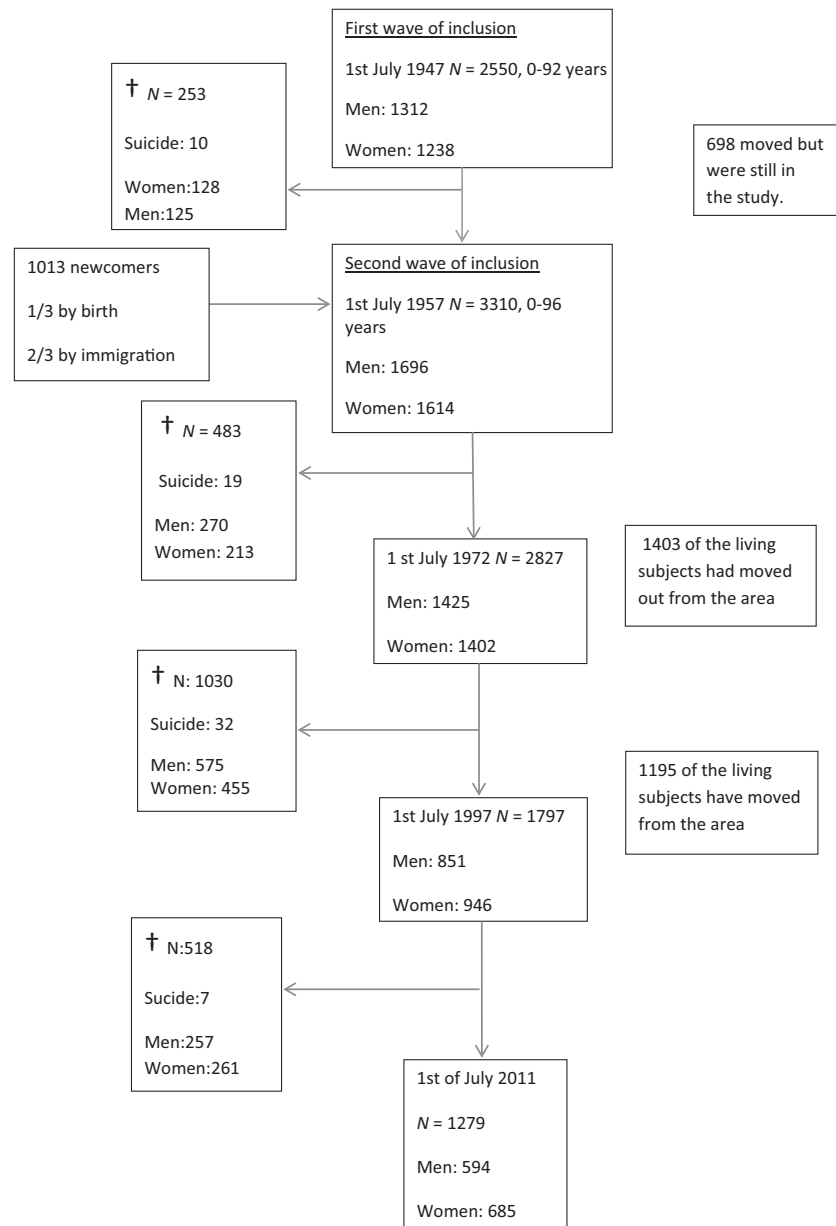 First wave of inclusion
1st July 1947 N = 2550, 0-92 years
Men: 1312
Women: 1238
† N = 253
Suicide: 10
Women:128
Men:125
698 moved but
were still in
the study.
1013 newcomers
1/3 by birth
2/3 by immigration
Second wave of inclusion
1st July 1957 N = 3310, 0-96
years
Men: 1696
Women: 1614
† N = 483
Suicide: 19
Men: 270
Women: 213
1 st July 1972 N = 2827
Men: 1425
Women: 1402
1403 of the living
subjects had moved
out from the area
† N: 1030
Suicide: 32
Men: 575
Women: 455
1195 of the living
subjects have moved
from the area
1st July 1997 N = 1797
Men: 851
Women: 946
† N:518
Sucide:7
Men:257
Women:261
1st of July 2011
N = 1279
Men: 594
Women: 685